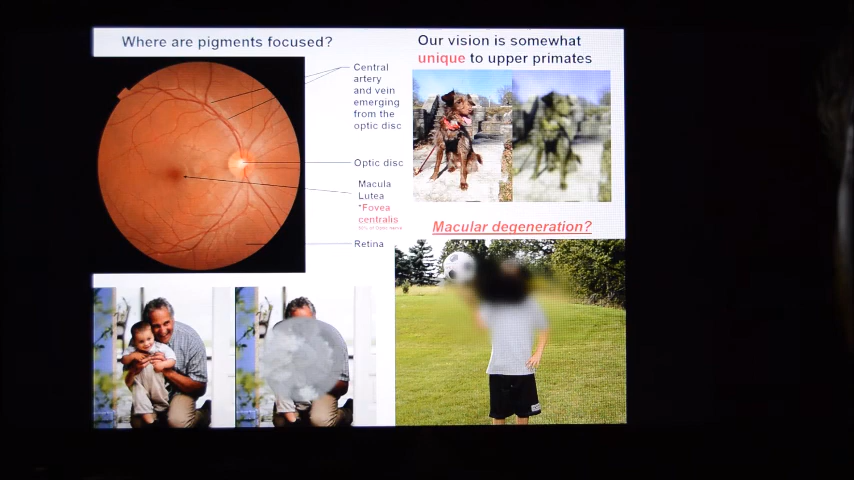 Where are pigments focused?
Central
artery
and vein
emerging
from the
optic disc
Optic disc
Macula
Lutea
*Fovea
centralis
Retina
Our vision is somewhat
unique to upper primates
Macular degeneration?